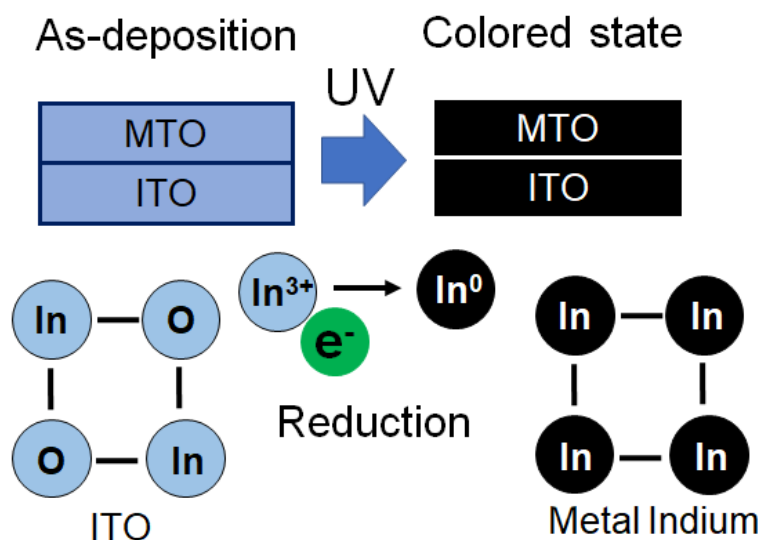 As-deposition
Colored state
UV
MTO
ITO
MTO
ITO
In
O
O
In
ITO
In³⁺
e⁻
In⁰
Reduction
In
In
In
In
Metal Indium